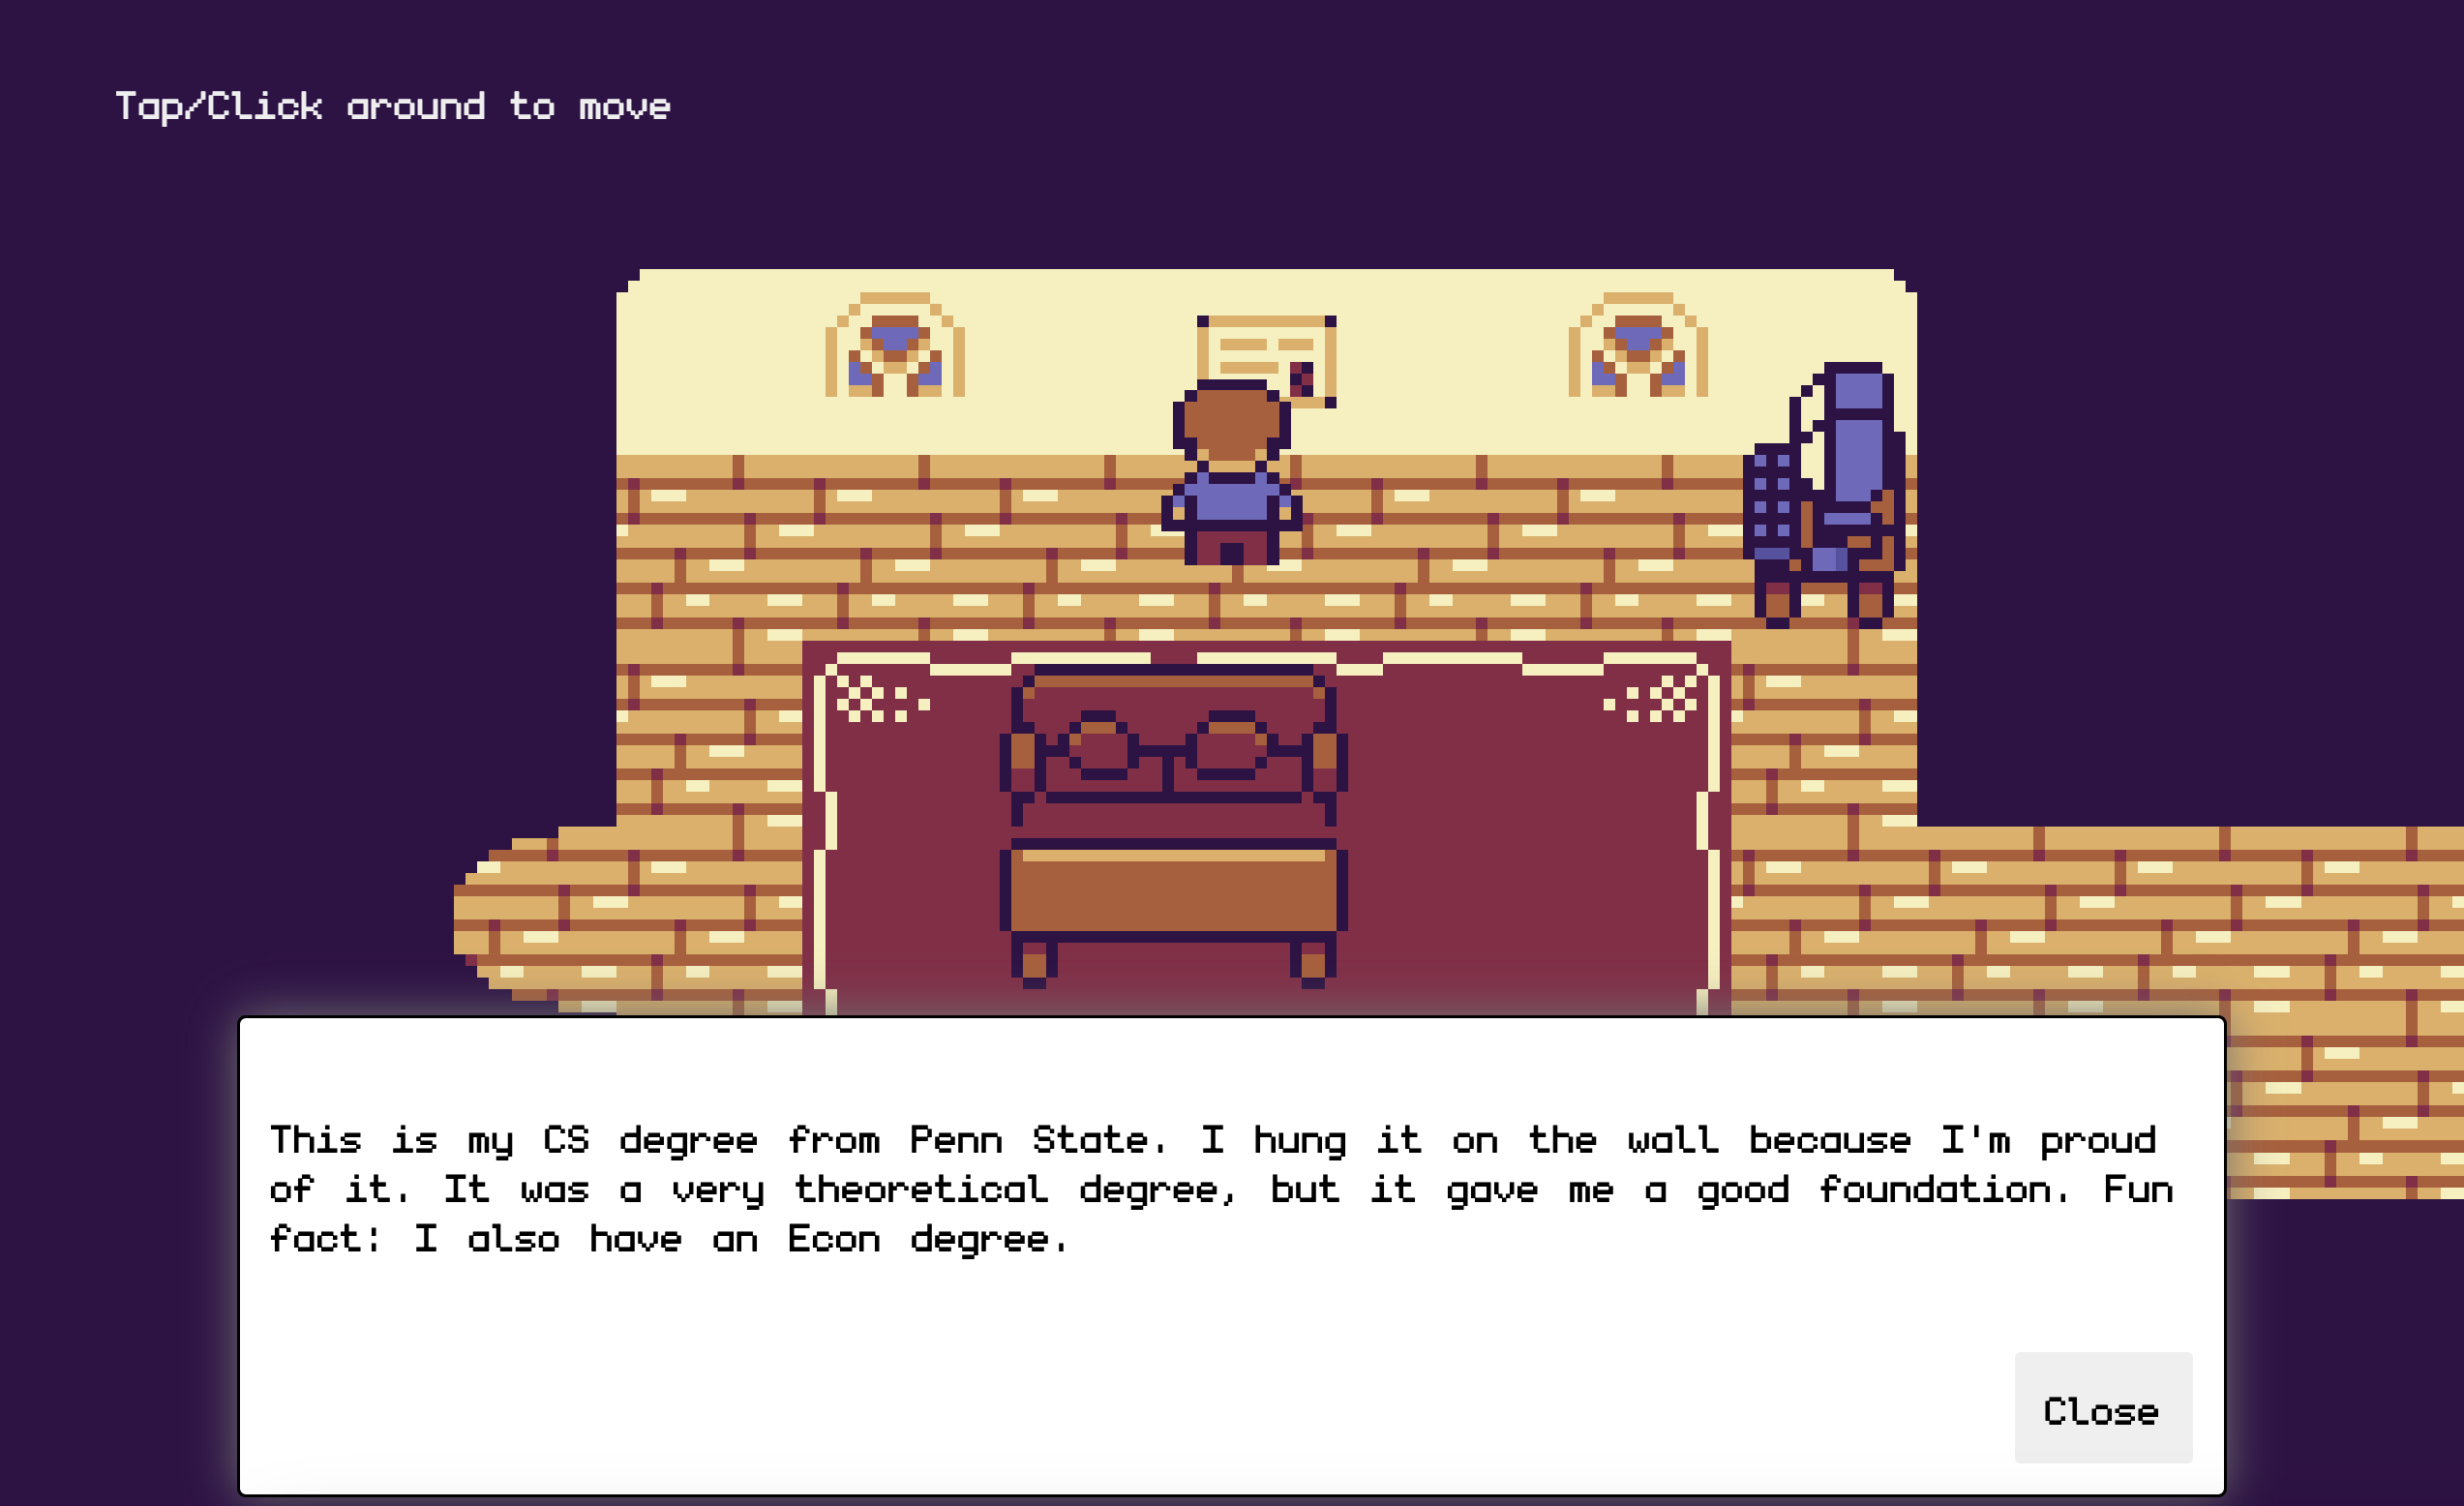 Tap/Click around to move
This is my CS degree from Penn State. I hung it on the wall because I'm proud
of it. It was a very theoretical degree, but it gave me a good foundation. Fun
fact: I also have an Econ degree.
Close